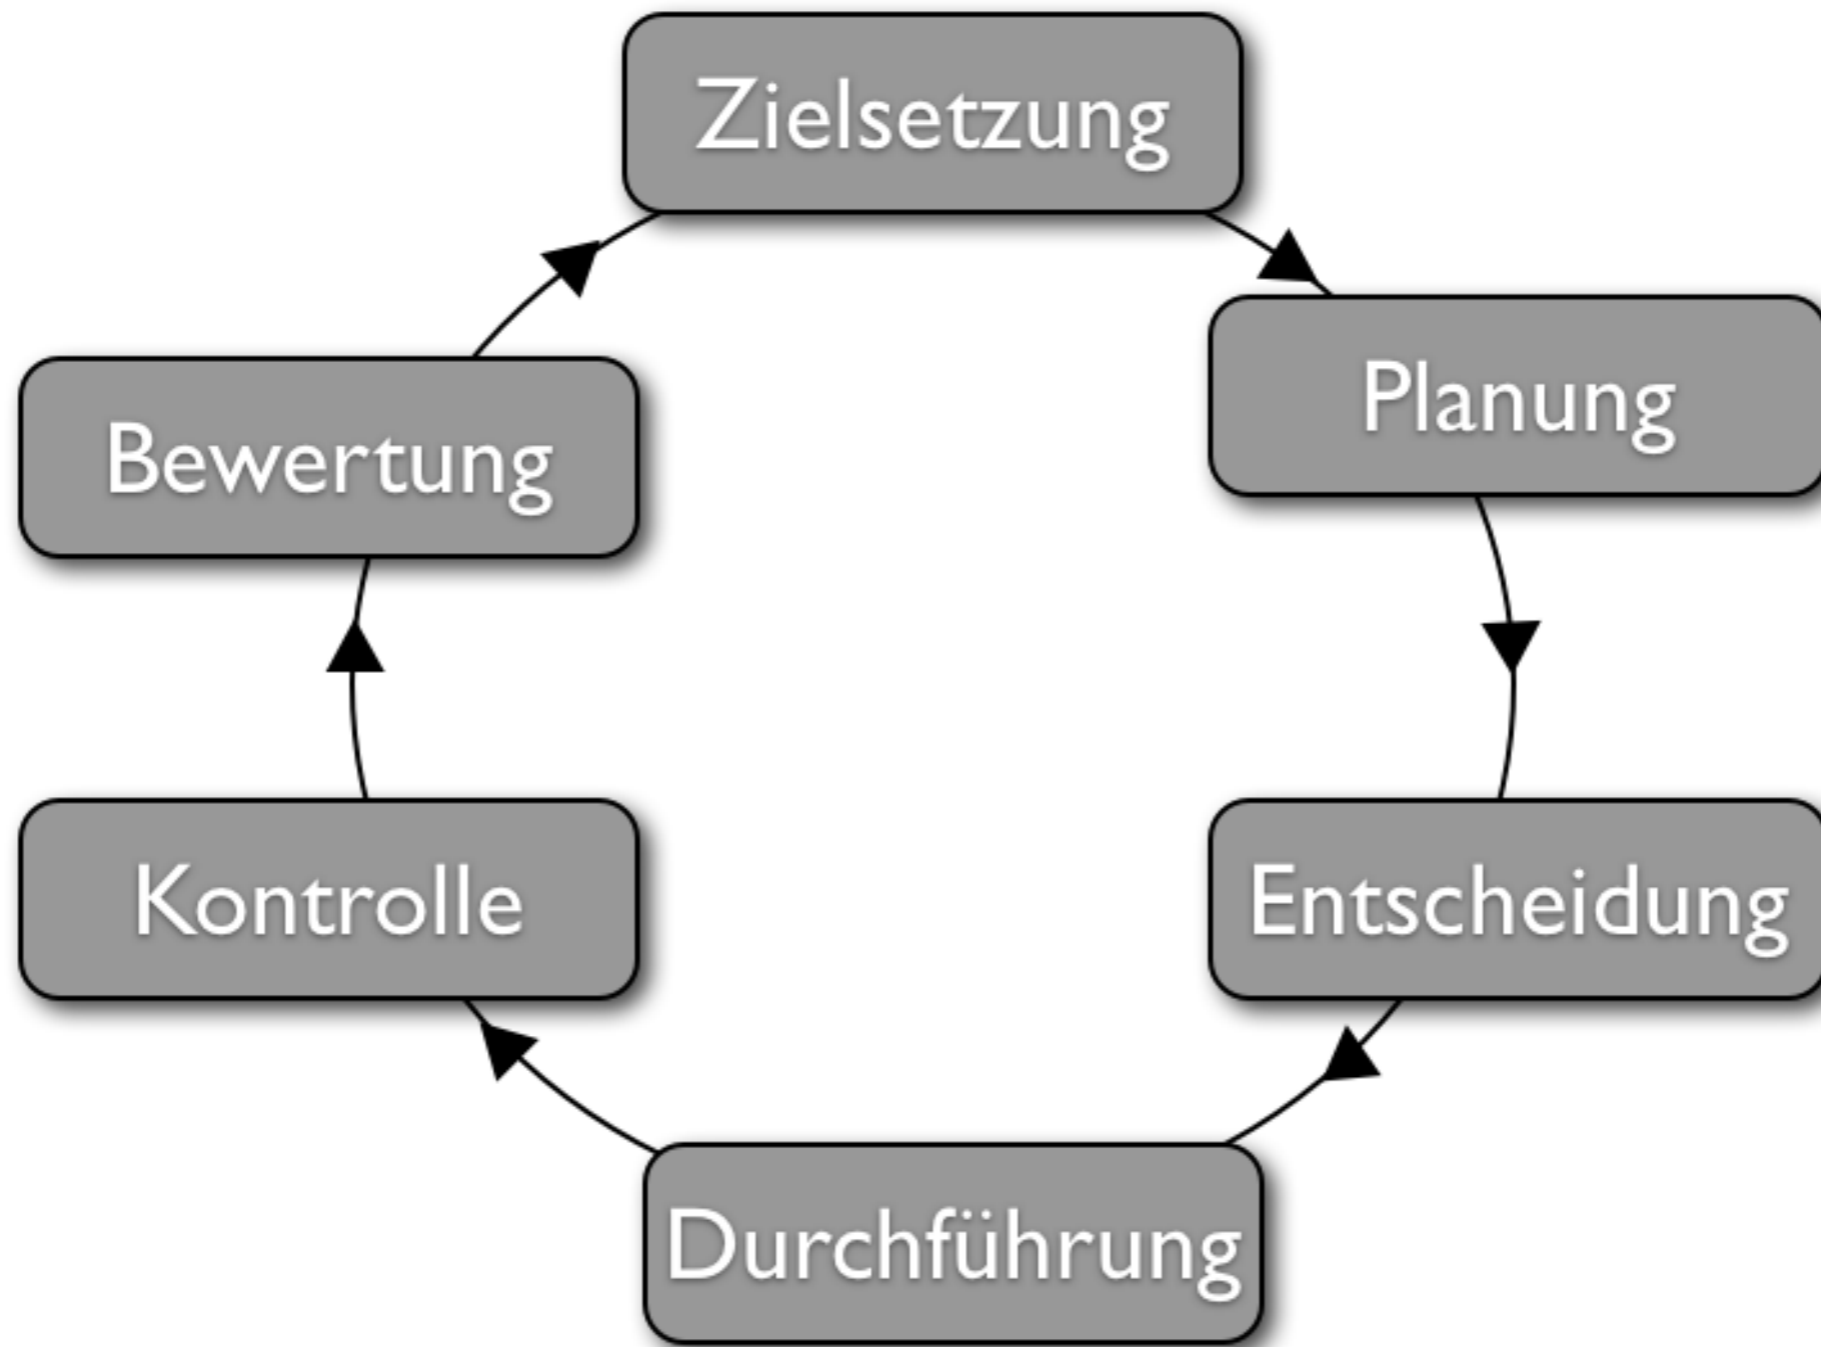 Zielsetzung
Planung
Entscheidung
Durchführung
Kontrolle
Bewertung